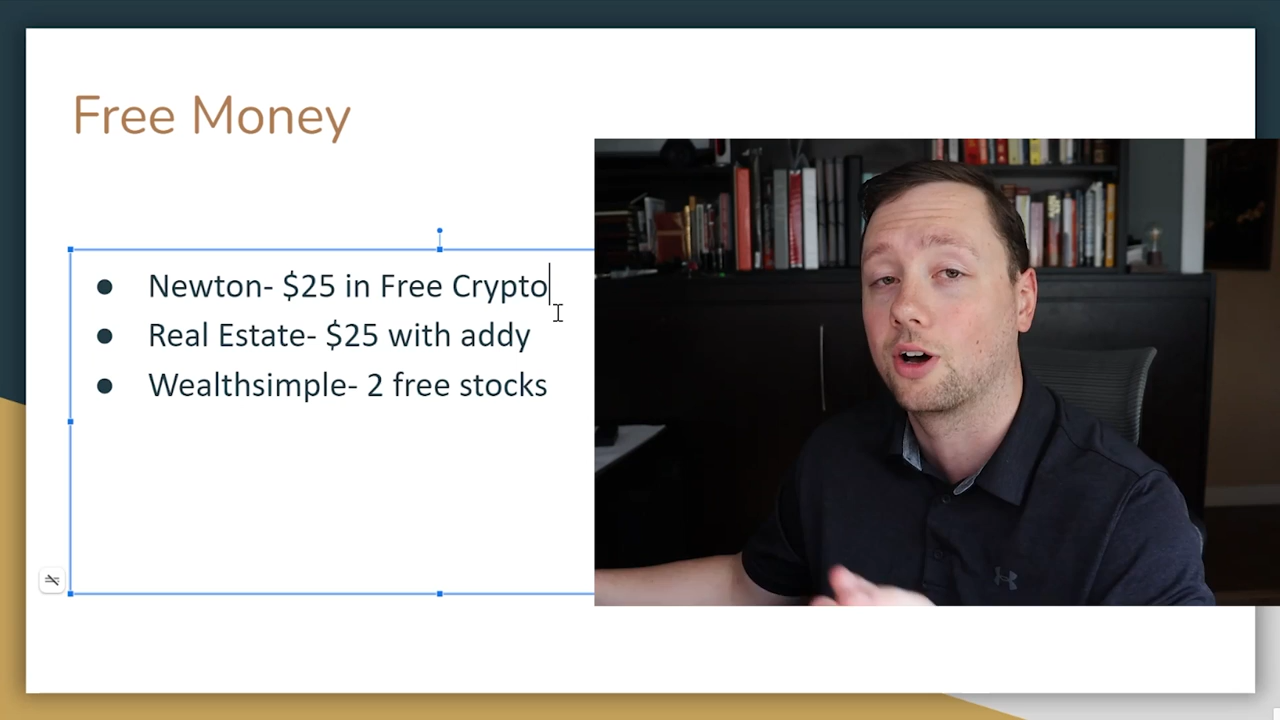 Free Money
● Newton- $25 in Free Crypto
● Real Estate- $25 with addy
● Wealthsimple- 2 free stocks